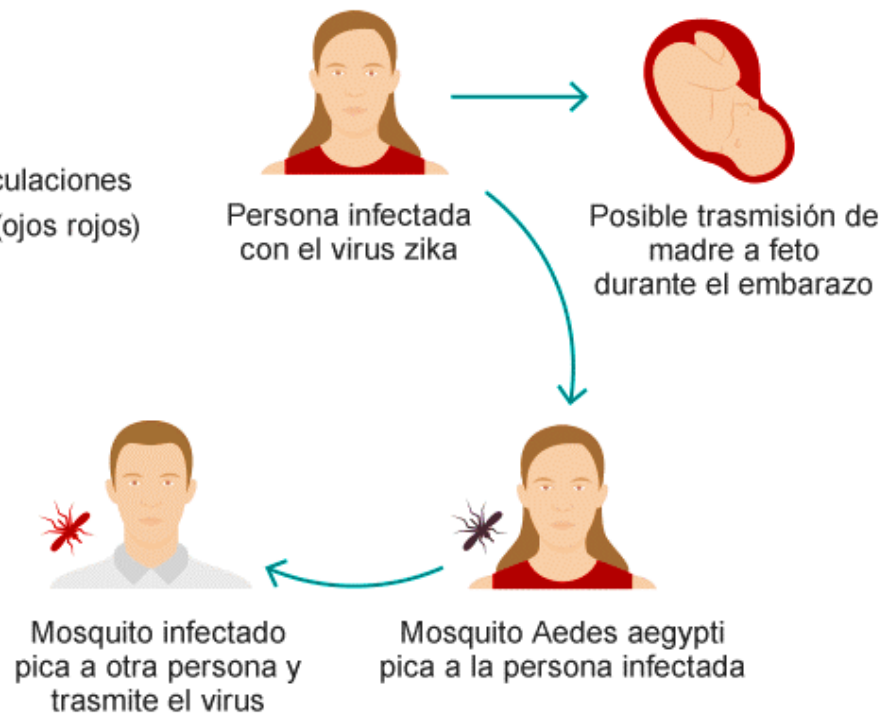 (ojos rojos)
Persona infectada
con el virus zika
Posible trasmisión de
madre a feto
durante el embarazo
Mosquito infectado
pica a otra persona y
trasmite el virus
Mosquito Aedes aegypti
pica a la persona infectada